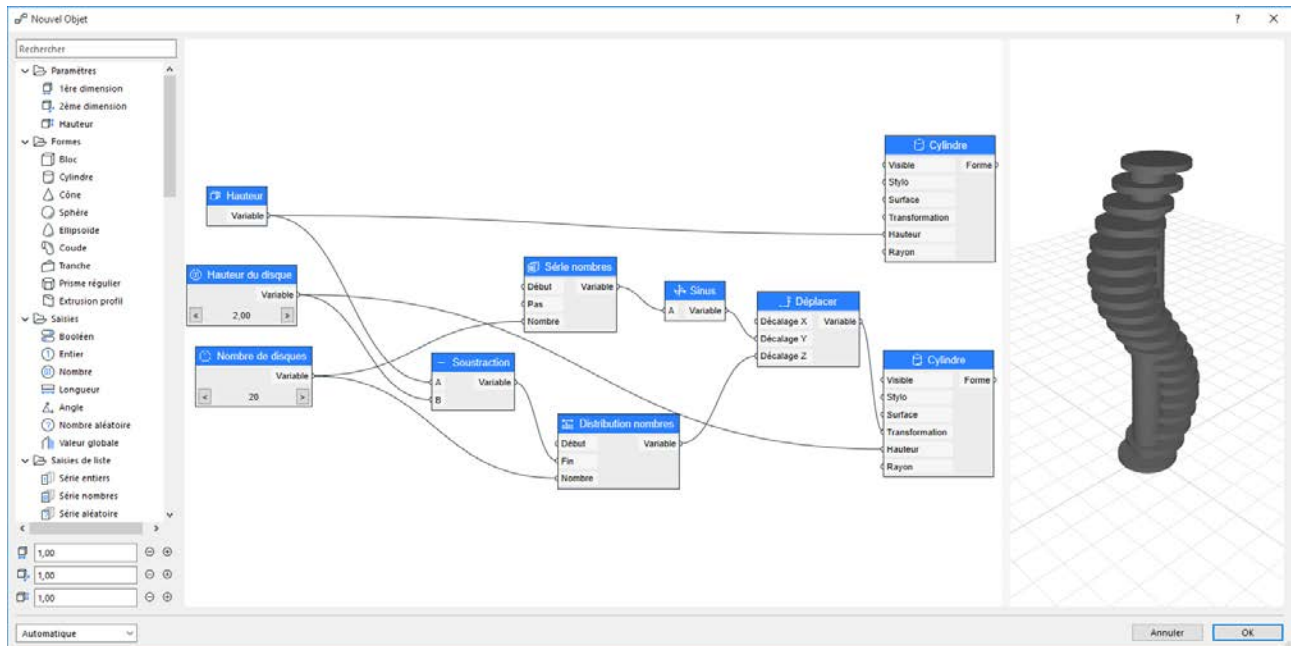 Nouvel Objet
?
Rechercher
Paramètres
1ère dimension
2ème dimension
Hauteur
Formes
Bloc
Cylindre
Cône
Sphère
Ellipsoïde
Coude
Tranche
Prisme régulier
Extrusion profil
Saisies
Booléen
Entier
Nombre
Longueur
Angle
Nombre aléatoire
Valeur globale
Saisies de liste
Série entiers
Série nombres
Série aléatoire
1,00
1,00
1,00
Automatique
Hauteur
Variable
Hauteur du disque
Variable
2,00
Nombre de disques
Variable
20
Soustraction
A Variable
B
Série nombres
Début Variable
Pas
Nombre
Distribution nombres
Début Variable
Fin
Nombre
Sinus
A Variable
Déplacer
Décalage X Variable
Décalage Y
Décalage Z
Cylindre
Visible Forme
Stylo
Surface
Transformation
Hauteur
Rayon
Cylindre
Visible Forme
Stylo
Surface
Transformation
Hauteur
Rayon
Annuler OK